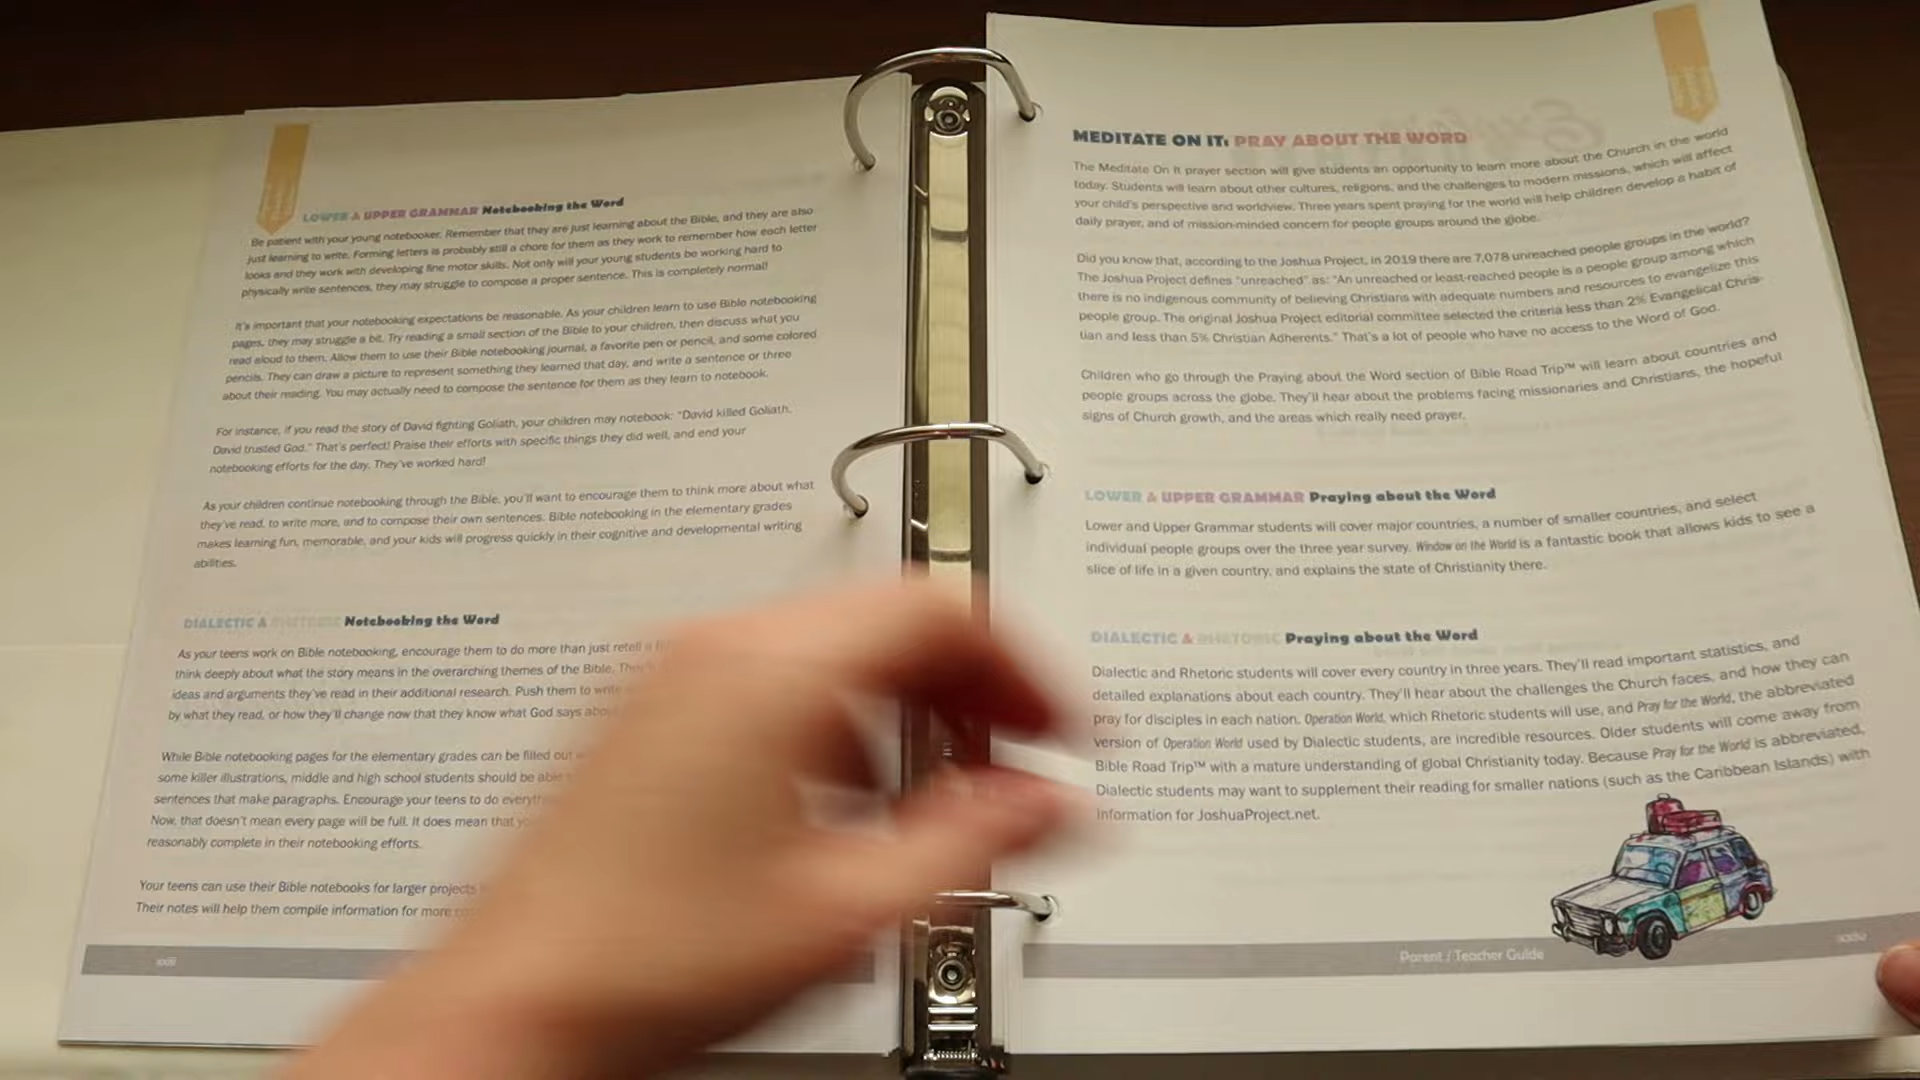 LOWER & UPPER GRAMMAR Notebooking the Word
Be patient with your young notebooker. Remember that they are just learning about the Bible, and they are also
just learning to write. Forming letters is probably still a chore for them as they work to remember how each letter
looks and they work with developing fine motor skills. Not only will your young students be working hard to
physically write sentences, they may struggle to compose a proper sentence. This is completely normal!
It's important that your notebooking expectations be reasonable. As your children learn to use Bible notebooking
pages, they may struggle a bit. Try reading a small section of the Bible to your children, then discuss what you
read aloud to them. Allow them to use their Bible notebooking journal, a favorite pen or pencil, and some colored
pencils. They can draw a picture to represent something they learned that day, and write a sentence or three
about their reading. You may actually need to compose the sentence for them as they learn to notebook.
For instance, if you read the story of David fighting Goliath, your children may notebook: "David killed Goliath.
David trusted God." That's perfect! Praise their efforts with specific things they did well, and end your
notebooking efforts for the day. They've worked hard!
As your children continue notebooking through the Bible, you'll want to encourage them to think more about what
they've read, to write more, and to compose their own sentences. Bible notebooking in the elementary grades
makes learning fun, memorable, and your kids will progress quickly in their cognitive and developmental writing
abilities.
DIALECTIC & RHETORIC Notebooking the Word
As your teens work on Bible notebooking, encourage them to do more than just retell a
think deeply about what the story means in the overarching themes of the Bible.
ideas and arguments they've read in their additional research. Push them to write
by what they read, or how they'll change now that they know what God says
While Bible notebooking pages for the elementary grades can be filled out
some killer illustrations, middle and high school students should be able
sentences that make paragraphs. Encourage your teens to do
Now, that doesn't mean every page will be full. It does mean that
reasonably complete in their notebooking efforts.
Your teens can use their Bible notebooks for larger projects
Their notes will help them compile information for more
MEDITATE ON IT: PRAY ABOUT THE WORD
The Meditate On It prayer section will give students an opportunity to learn more about the Church in the world
today. Students will learn about other cultures, religions, and the challenges to modern missions, which will affect
your child's perspective and worldview. Three years spent praying for the world will help children develop a habit of
daily prayer, and of mission-minded concern for people groups around the globe.
Did you know that, according to the Joshua Project, in 2019 there are 7,078 unreached people groups in the world?
The Joshua Project defines "unreached" as: "An unreached or least-reached people is a people group among which
there is no indigenous community of believing Christians with adequate numbers and resources to evangelize this
people group. The original Joshua Project editorial committee selected the criteria less than 2% Evangelical Chris-
tian and less than 5% Christian Adherents." That's a lot of people who have no access to the Word of God.
Children who go through the Praying about the Word section of Bible Road Trip™ will learn about countries and
people groups across the globe. They'll hear about the problems facing missionaries and Christians, the hopeful
signs of Church growth, and the areas which really need prayer.
LOWER & UPPER GRAMMAR Praying about the Word
Lower and Upper Grammar students will cover major countries, a number of smaller countries, and select
individual people groups over the three year survey. Window on the World is a fantastic book that allows kids to see a
slice of life in a given country, and explains the state of Christianity there.
DIALECTIC & RHETORIC Praying about the Word
Dialectic and Rhetoric students will cover every country in three years. They'll read important statistics, and
detailed explanations about each country. They'll hear about the challenges the Church faces, and how they can
pray for disciples in each nation. Operation World, which Rhetoric students will use, and Pray for the World, the abbreviated
version of Operation World used by Dialectic students, are incredible resources. Older students will come away from
Bible Road Trip™ with a mature understanding of global Christianity today. Because Pray for the World is abbreviated,
Dialectic students may want to supplement their reading for smaller nations (such as the Caribbean Islands) with
information for JoshuaProject.net.
Parent / Teacher Guide